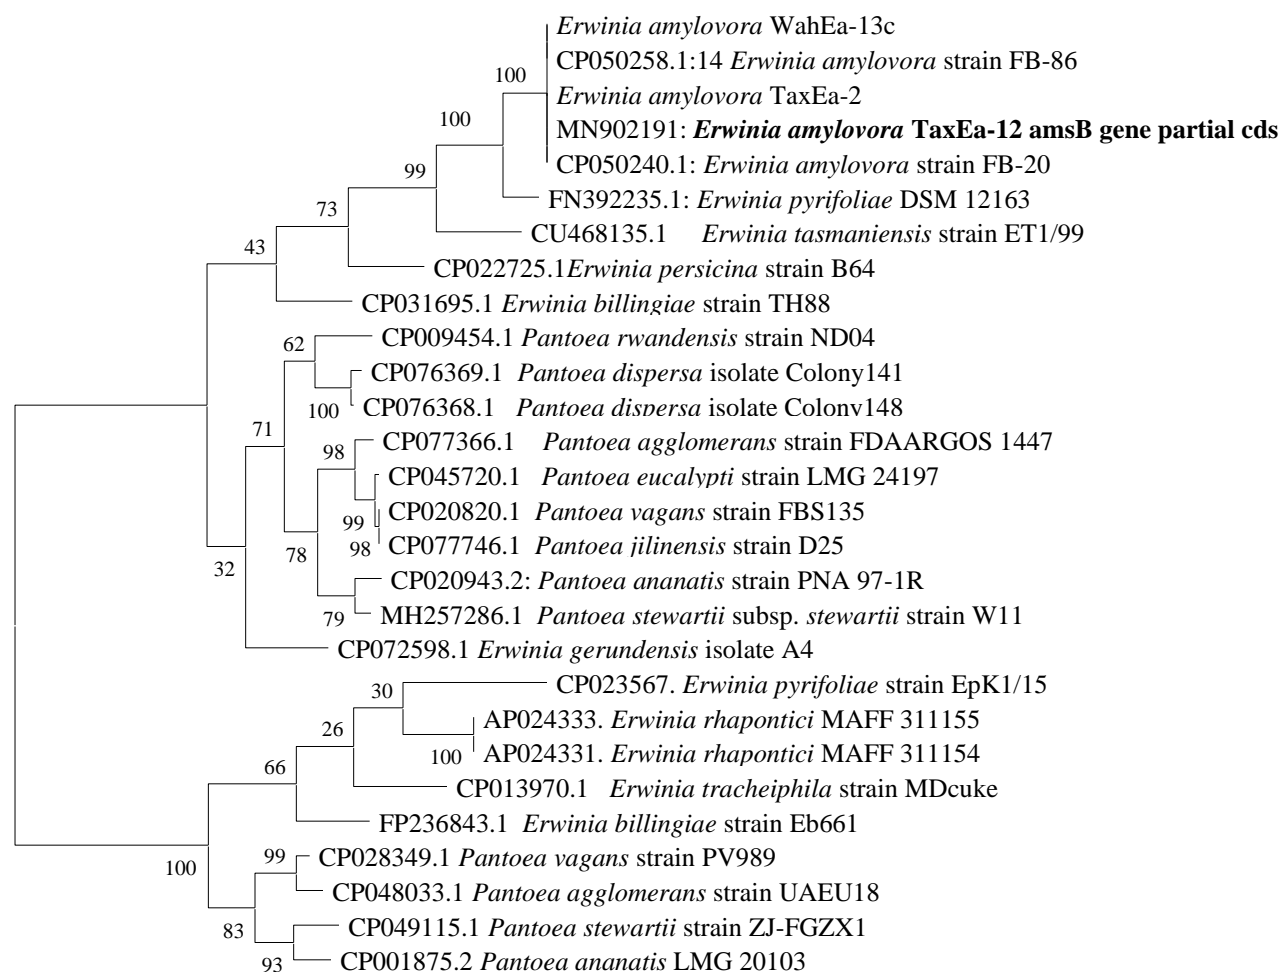 Erwinia amylovora WahEa-13c
CP050258.1:14 Erwinia amylovora strain FB-86
100
Erwinia amylovora TaxEa-2
100
MN902191: Erwinia amylovora TaxEa-12 amsB gene partial cds
CP050240.1: Erwinia amylovora strain FB-20
99
FN392235.1: Erwinia pyrifoliae DSM 12163
73
CU468135.1 Erwinia tasmaniensis strain ET1/99
43
CP022725.1Erwinia persicina strain B64
CP031695.1 Erwinia billingiae strain TH88
CP009454.1 Pantoea rwandensis strain ND04
62
CP076369.1 Pantoea dispersa isolate Colony141
100
CP076368.1 Pantoea dispersa isolate Colony148
71
CP077366.1 Pantoea agglomerans strain FDAARGOS 1447
98
CP045720.1 Pantoea eucalypti strain LMG 24197
CP020820.1 Pantoea vagans strain FBS135
99
98
CP077746.1 Pantoea jilinensis strain D25
78
32
CP020943.2: Pantoea ananatis strain PNA 97-1R
79
MH257286.1 Pantoea stewartii subsp. stewartii strain W11
CP072598.1 Erwinia gerundensis isolate A4
CP023567. Erwinia pyrifoliae strain EpK1/15
30
AP024333. Erwinia rhapontici MAFF 311155
26
100
AP024331. Erwinia rhapontici MAFF 311154
66
CP013970.1 Erwinia tracheiphila strain MDcuke
FP236843.1 Erwinia billingiae strain Eb661
99
CP028349.1 Pantoea vagans strain PV989
100
CP048033.1 Pantoea agglomerans strain UAEU18
83
CP049115.1 Pantoea stewartii strain ZJ-FGZX1
93
CP001875.2 Pantoea ananatis LMG 20103